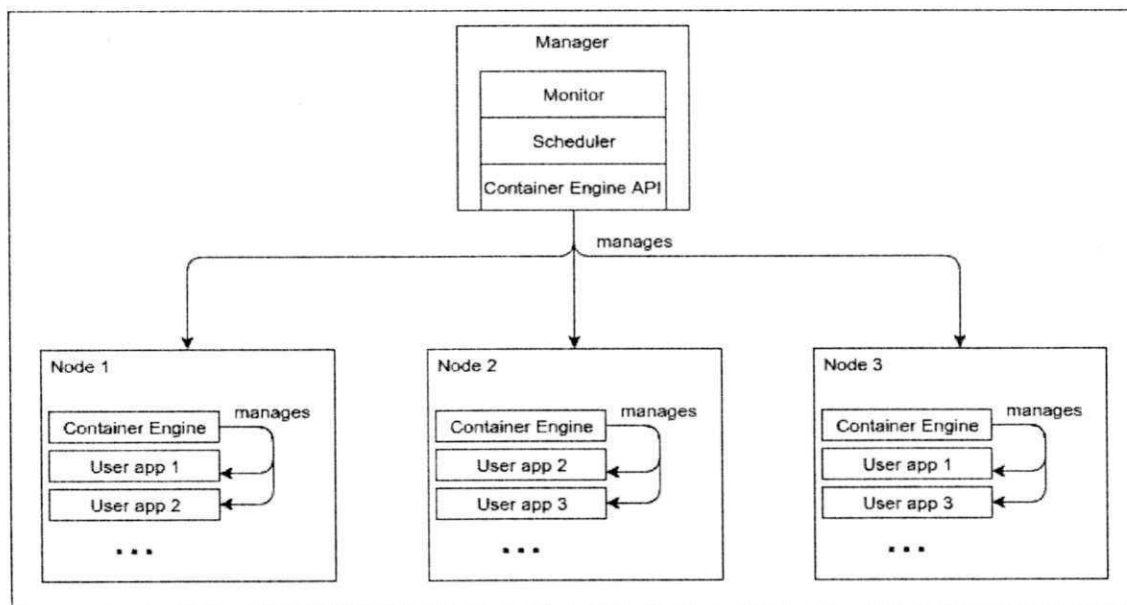 Manager
Monitor
Scheduler
Container Engine API
manages
Node 1
manages
Container Engine
User app 1
User app 2
...
Node 2
manages
Container Engine
User app 2
User app 3
...
Node 3
manages
Container Engine
User app 1
User app 3
...